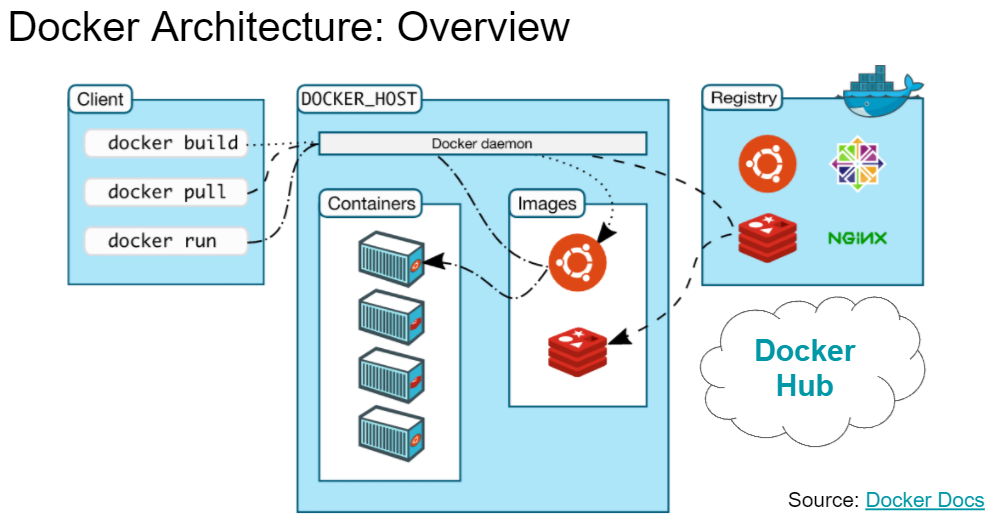 Docker Architecture: Overview
Client
docker build
docker pull
docker run
DOCKER_HOST
Docker daemon
Containers
Images
Registry
NGiNX
Docker
Hub
Source: Docker Docs